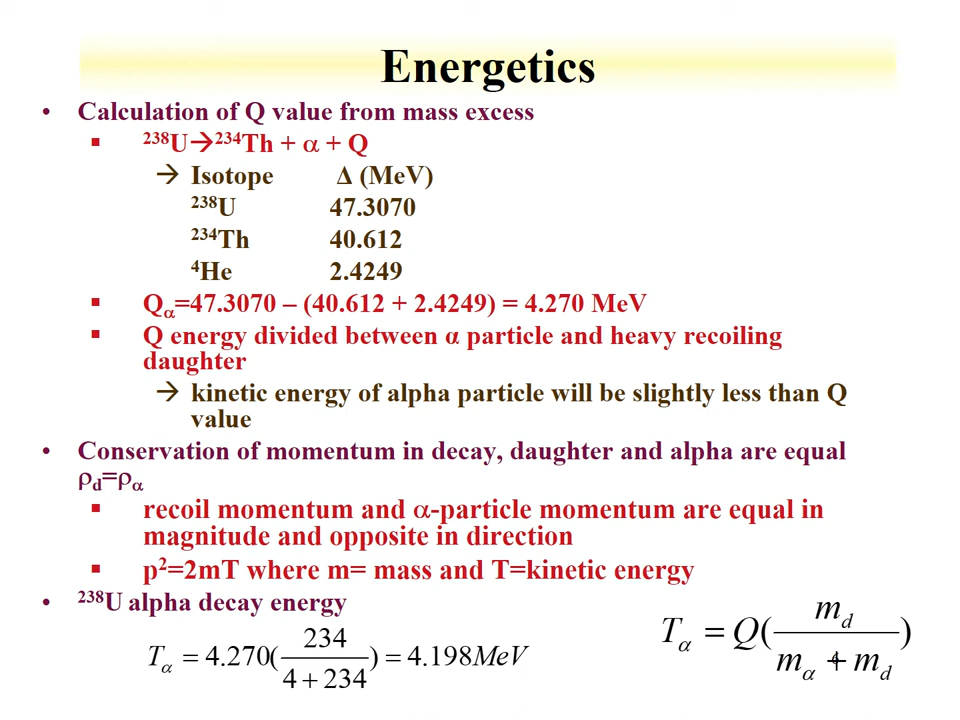 Energetics
• Calculation of Q value from mass excess
▪ ²³⁸U→²³⁴Th + α + Q
→ Isotope Δ (MeV)
²³⁸U 47.3070
²³⁴Th 40.612
⁴He 2.4249
▪ Qα=47.3070 – (40.612 + 2.4249) = 4.270 MeV
▪ Q energy divided between α particle and heavy recoiling
daughter
→ kinetic energy of alpha particle will be slightly less than Q
value
• Conservation of momentum in decay, daughter and alpha are equal
ρd=ρα
▪ recoil momentum and α-particle momentum are equal in
magnitude and opposite in direction
▪ p²=2mT where m= mass and T=kinetic energy
• ²³⁸U alpha decay energy
Tα = 4.270(234/(4 + 234)) = 4.198MeV
Tα = Q(md/(mα + md))